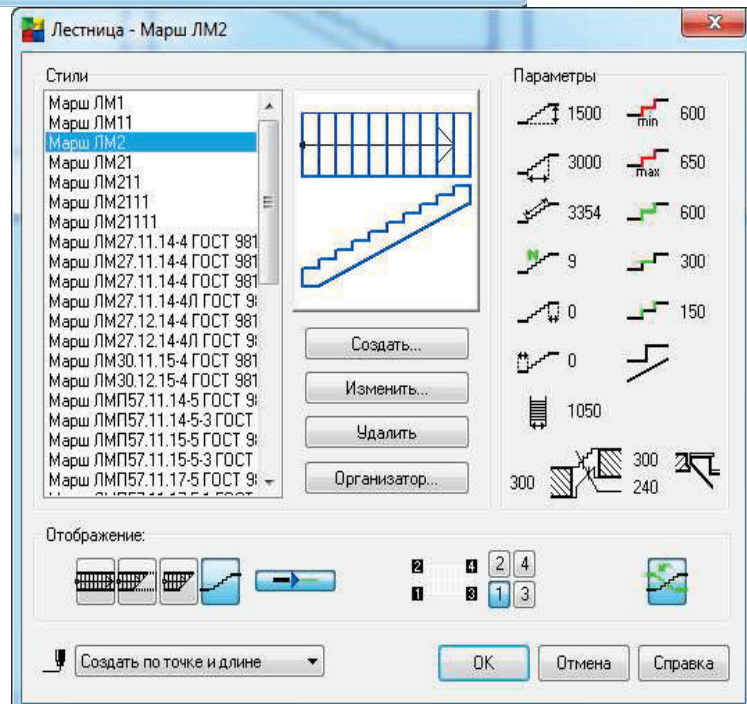 Лестница - Марш ЛМ2
Стили
Марш ЛМ1
Марш ЛМ11
Марш ЛМ2
Марш ЛМ21
Марш ЛМ211
Марш ЛМ2111
Марш ЛМ21111
Марш ЛМ27.11.14-4 ГОСТ 981
Марш ЛМ27.11.14-4 ГОСТ 981
Марш ЛМ27.11.14-4 ГОСТ 981
Марш ЛМ27.11.14-4Л ГОСТ 98
Марш ЛМ27.12.14-4 ГОСТ 981
Марш ЛМ27.12.14-4Л ГОСТ 98
Марш ЛМ30.11.15-4 ГОСТ 981
Марш ЛМ30.12.15-4 ГОСТ 981
Марш ЛМП57.11.14-5 ГОСТ 98
Марш ЛМП57.11.14-5-3 ГОСТ
Марш ЛМП57.11.15-5 ГОСТ 98
Марш ЛМП57.11.15-5-3 ГОСТ
Марш ЛМП57.11.17-5 ГОСТ 98
Создать...
Изменить...
Удалить
Организатор...
Параметры
1500 min 600
3000 max 650
3354 600
N 9 300
0 150
0
1050
300 300
240
Отображение:
2 4 2 4
1 3 1 3
Создать по точке и длине
OK Отмена Справка